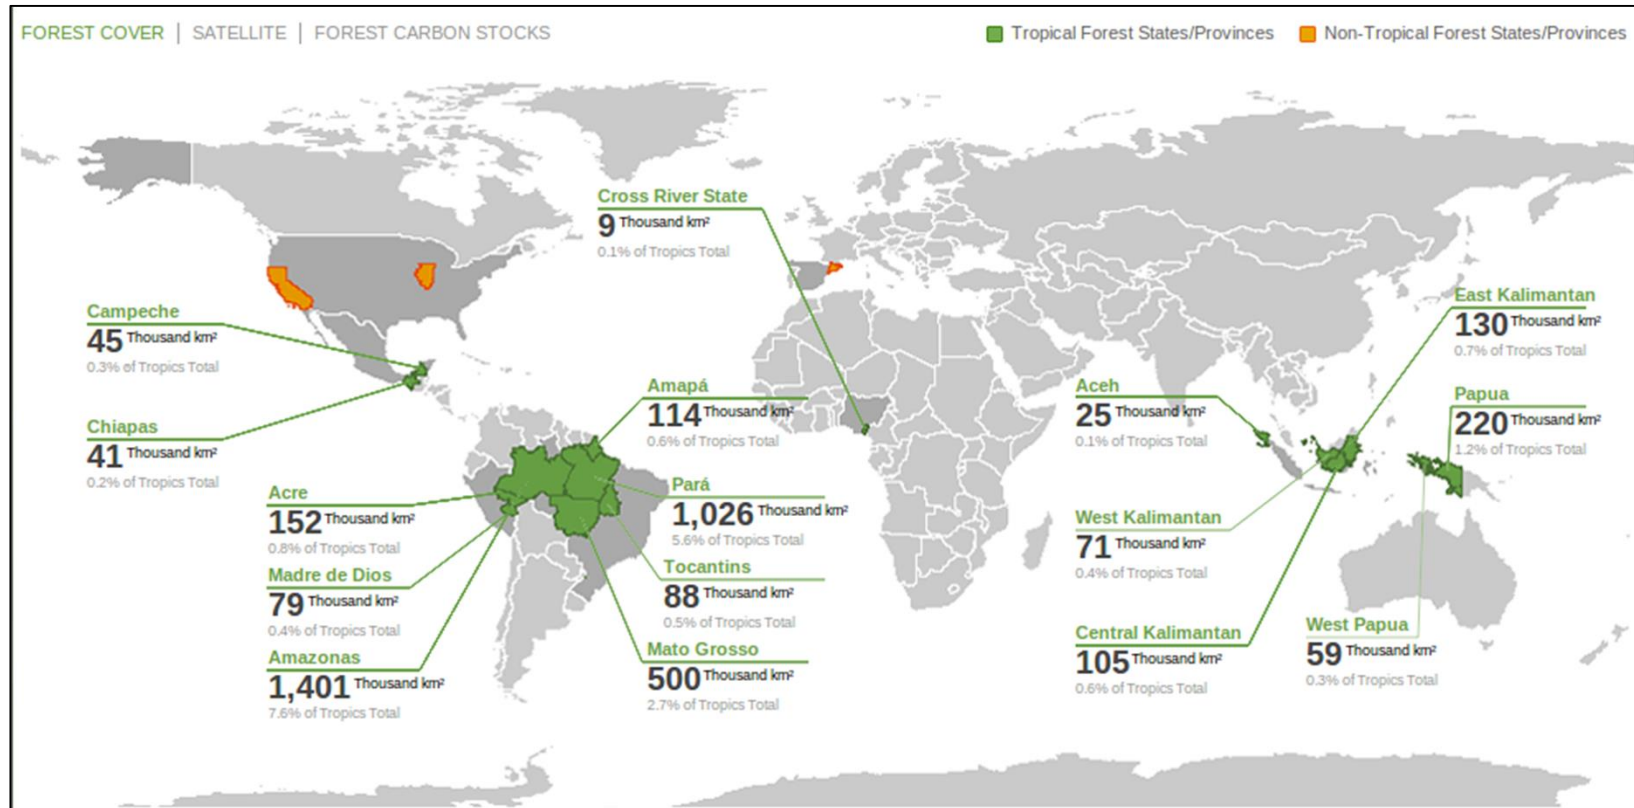 FOREST COVER | SATELLITE | FOREST CARBON STOCKS
Tropical Forest States/Provinces
Non-Tropical Forest States/Provinces
Cross River State
9 Thousand km²
0.1% of Tropics Total
Campeche
45 Thousand km²
0.3% of Tropics Total
Chiapas
41 Thousand km²
0.2% of Tropics Total
Acre
152 Thousand km²
0.8% of Tropics Total
Madre de Dios
79 Thousand km²
0.4% of Tropics Total
Amazonas
1,401 Thousand km²
7.6% of Tropics Total
Amapá
114 Thousand km²
0.6% of Tropics Total
Pará
1,026 Thousand km²
5.6% of Tropics Total
Tocantins
88 Thousand km²
0.5% of Tropics Total
Mato Grosso
500 Thousand km²
2.7% of Tropics Total
East Kalimantan
130 Thousand km²
0.7% of Tropics Total
Aceh
25 Thousand km²
0.1% of Tropics Total
Papua
220 Thousand km²
1.2% of Tropics Total
West Kalimantan
71 Thousand km²
0.4% of Tropics Total
Central Kalimantan
105 Thousand km²
0.6% of Tropics Total
West Papua
59 Thousand km²
0.3% of Tropics Total